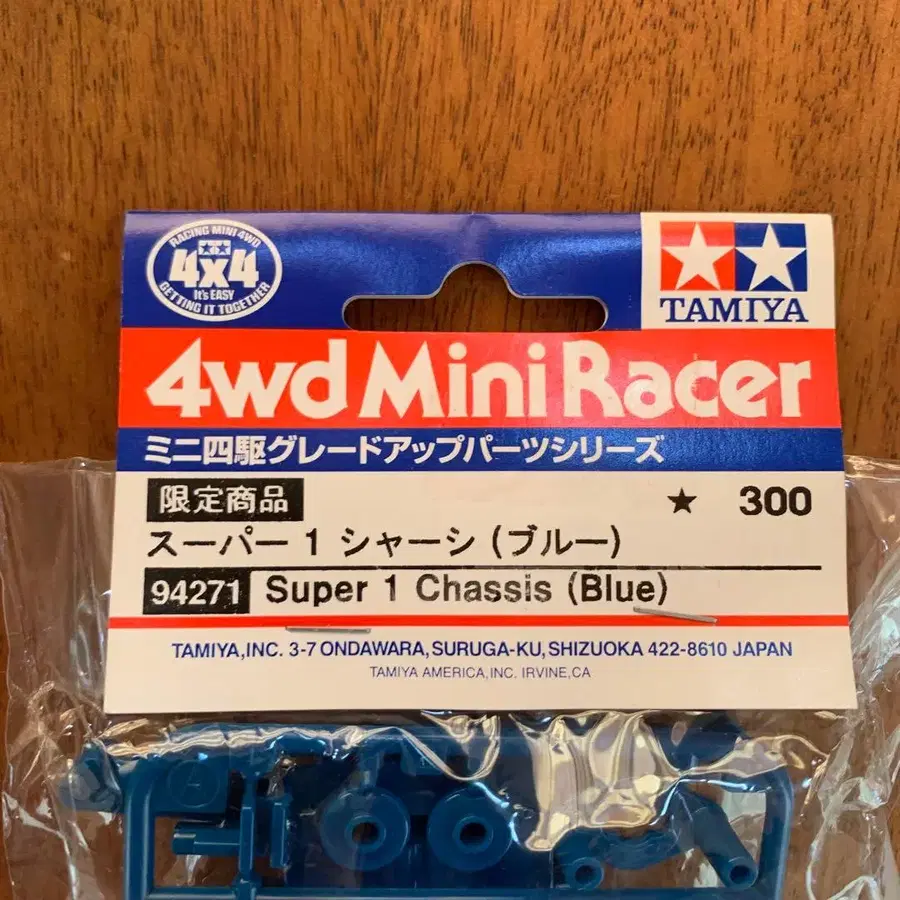 RACING MINI 4WD
4x4
It's EASY
GETTING IT TOGETHER
TAMIYA
4wd Mini Racer
ミニ四駆グレードアップパーツシリーズ
限定商品 ★ 300
スーパー 1 シャーシ (ブルー)
94271 Super 1 Chassis (Blue)
TAMIYA,INC. 3-7 ONDAWARA, SURUGA-KU, SHIZUOKA 422-8610 JAPAN
TAMIYA AMERICA, INC. IRVINE, CA